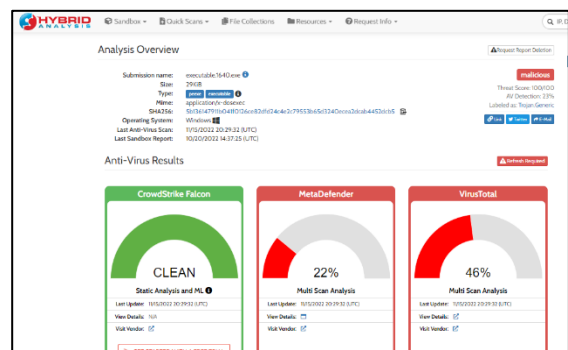 HYBRID
ANALYSIS
Sandbox
Quick Scans
File Collections
Resources
Request Info
IP, D
Analysis Overview
Request Report Deletion
Submission name: executable.1640.exe
Size: 29KiB
Type: peexe executable
Mime: application/x-dosexec
SHA256:
Operating System: Windows
Last Anti-Virus Scan: 11/15/2022 20:29:32 (UTC)
Last Sandbox Report: 10/20/2022 14:37:25 (UTC)
malicious
Threat Score: 100/100
AV Detection: 23%
Labeled as: Trojan.Generic
Link
Twitter
E-Mail
Anti-Virus Results
Refresh Required
CrowdStrike Falcon
CLEAN
Static Analysis and ML
Last Update: 11/15/2022 20:29:32 (UTC)
View Details: N/A
Visit Vendor:
MetaDefender
22%
Multi Scan Analysis
Last Update: 11/15/2022 20:29:32 (UTC)
View Details:
Visit Vendor:
VirusTotal
46%
Multi Scan Analysis
Last Update: 11/15/2022 20:29:32 (UTC)
View Details:
Visit Vendor: